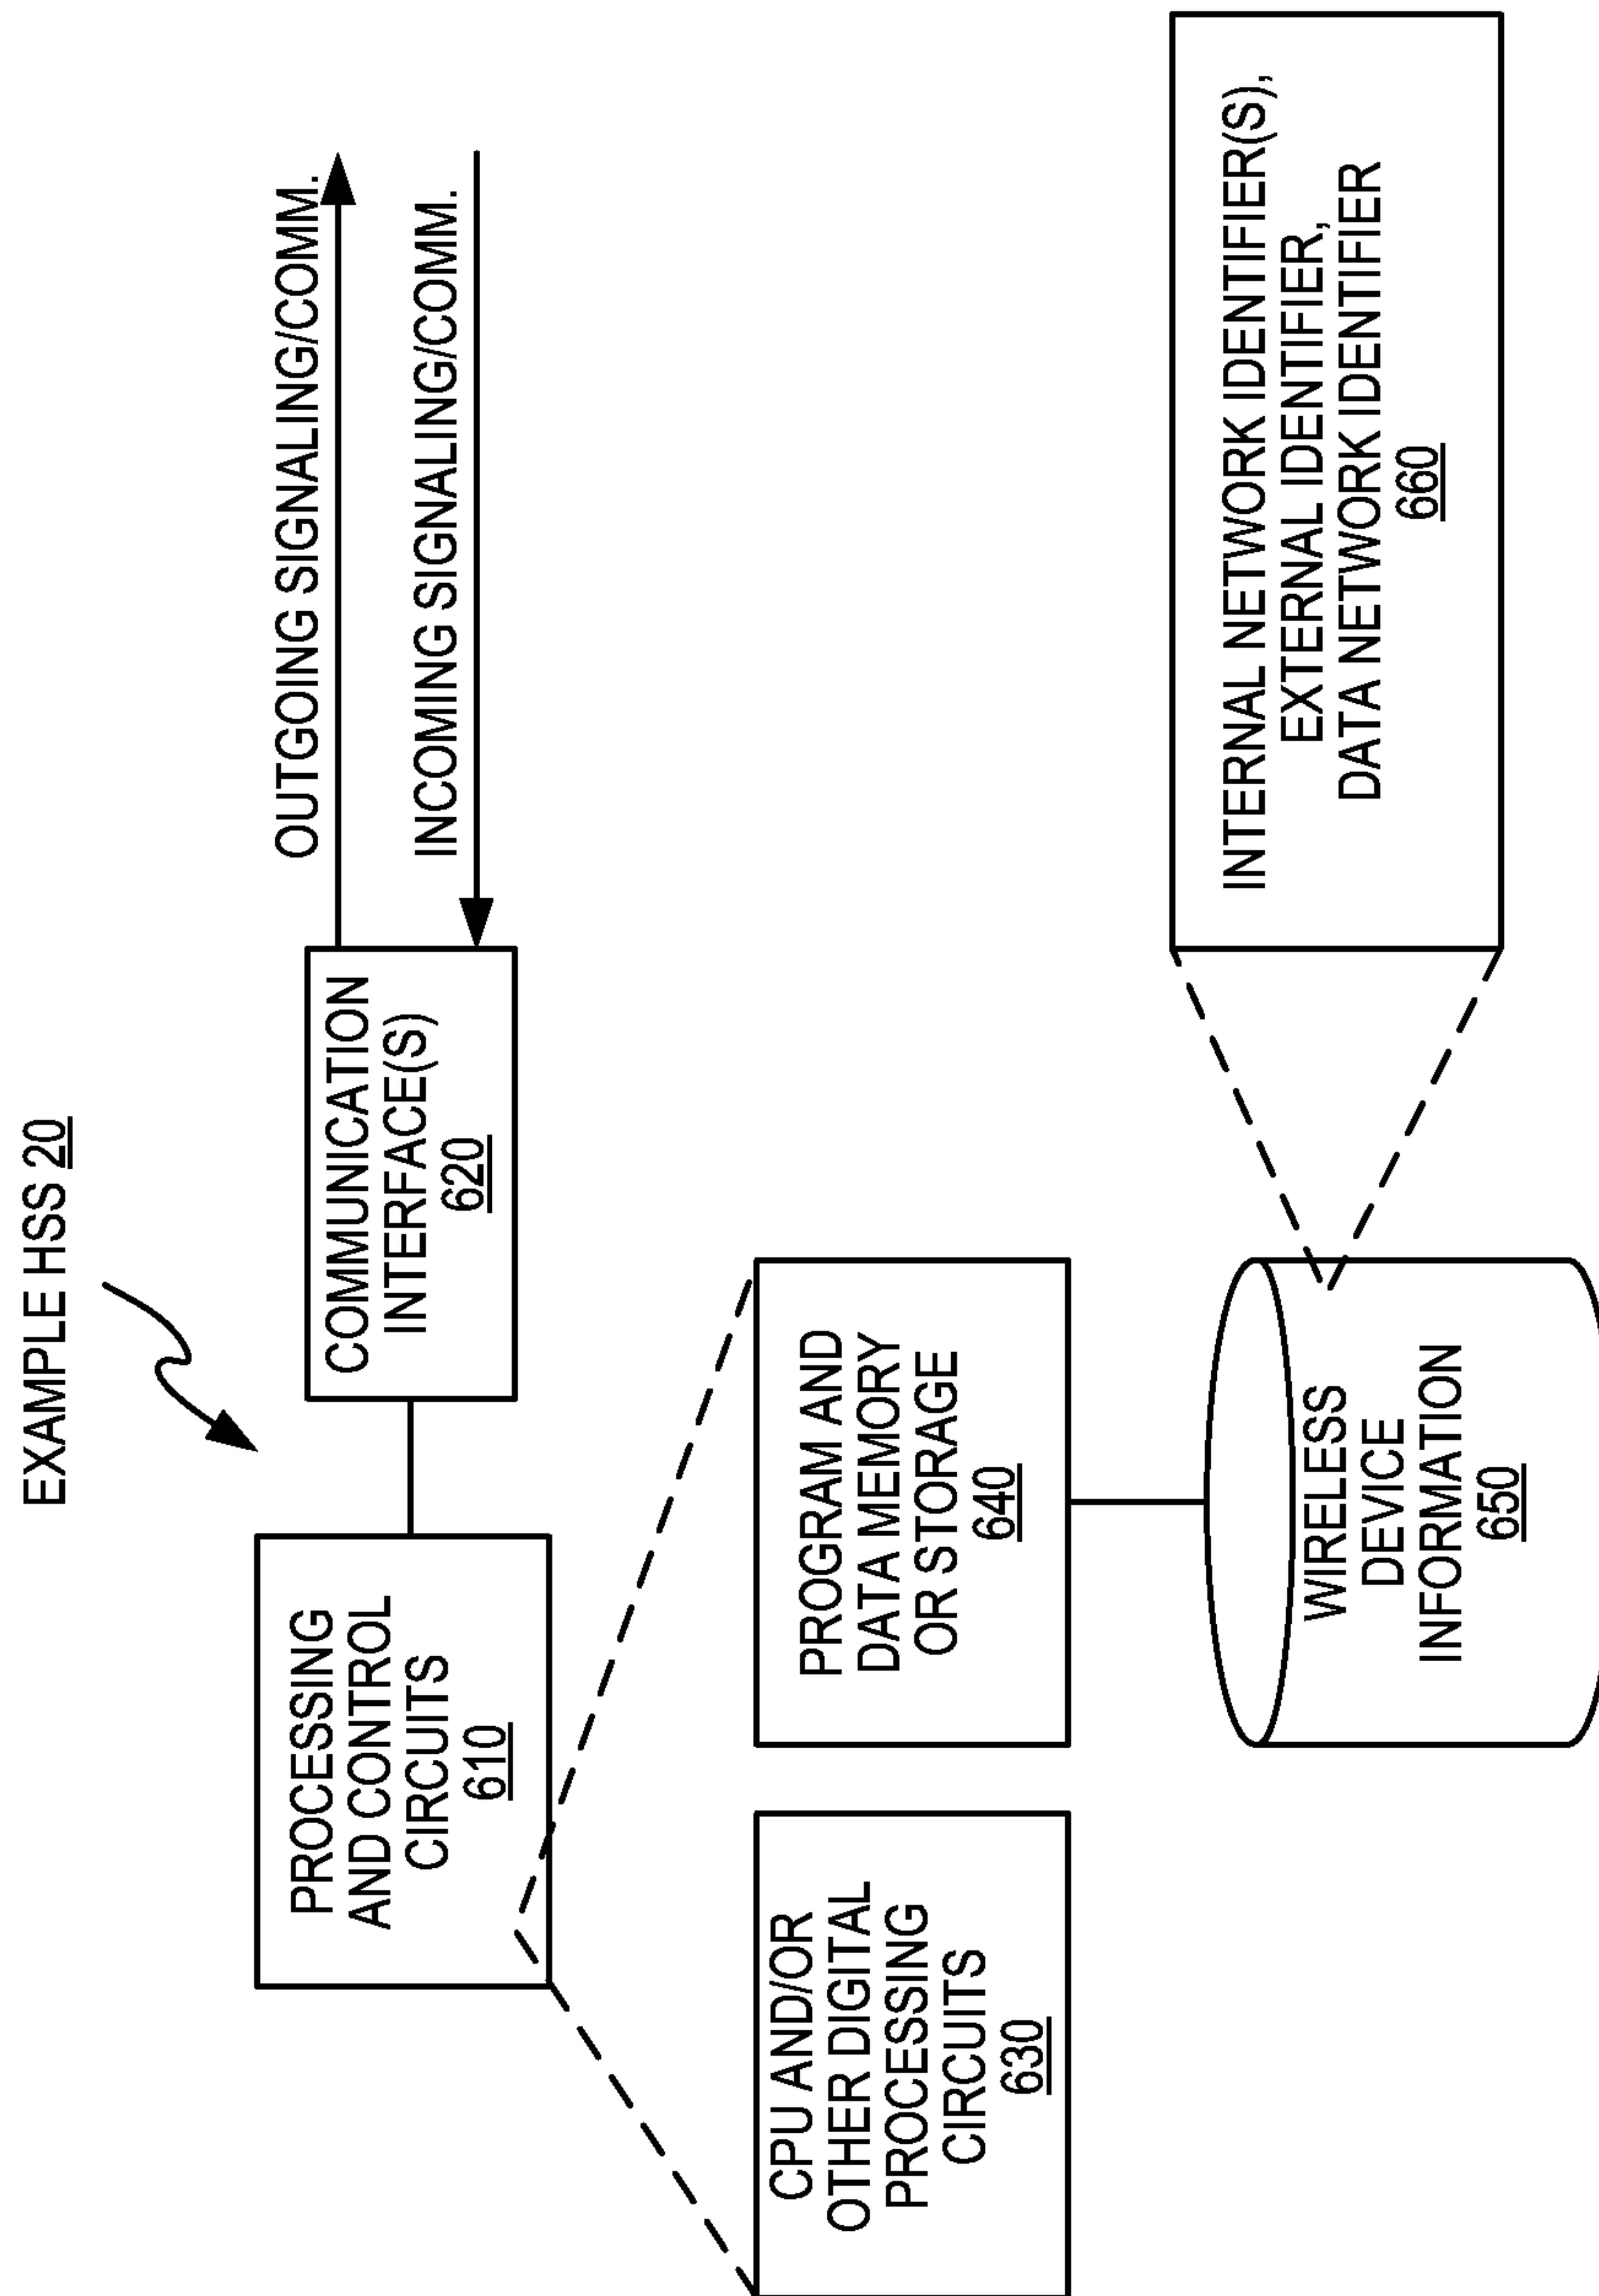 EXAMPLE HSS 20
OUTGOING SIGNALING/COMM.
INCOMING SIGNALING/COMM.
PROCESSING
AND CONTROL
CIRCUITS
610
COMMUNICATION
INTERFACE(S)
620
CPU AND/OR
OTHER DIGITAL
PROCESSING
CIRCUITS
630
PROGRAM AND
DATA MEMORY
OR STORAGE
640
WIRELESS
DEVICE
INFORMATION
650
INTERNAL NETWORK IDENTIFIER(S),
EXTERNAL IDENTIFIER,
DATA NETWORK IDENTIFIER
660